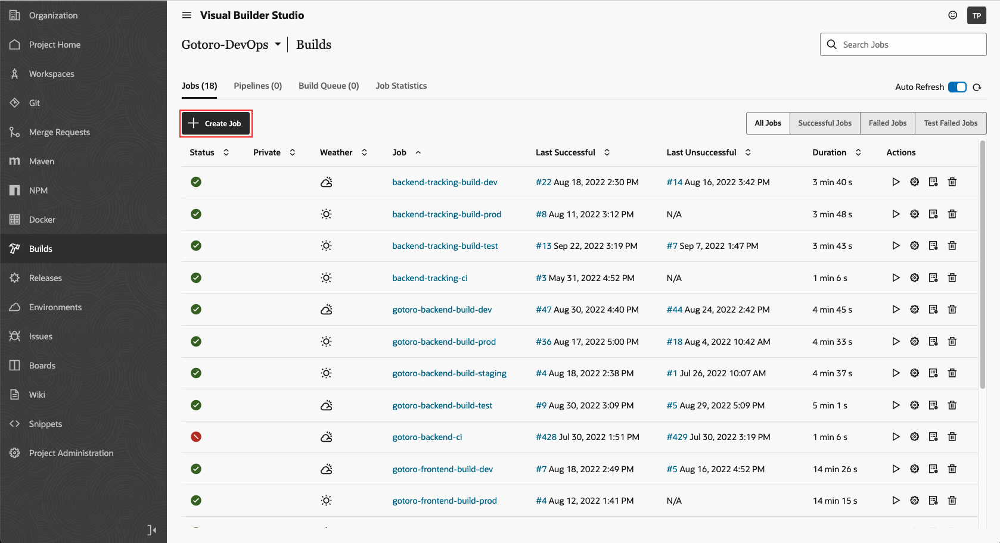 Organization
Project Home
Workspaces
Git
Merge Requests
Maven
NPM
Docker
Builds
Releases
Environments
Issues
Boards
Wiki
Snippets
Project Administration
Visual Builder Studio
TP
Gotoro-DevOps Builds
Search Jobs
Jobs (18) Pipelines (0) Build Queue (0) Job Statistics
Auto Refresh
Create Job
All Jobs Successful Jobs Failed Jobs Test Failed Jobs
Status Private Weather Job Last Successful Last Unsuccessful Duration Actions
backend-tracking-build-dev #22 Aug 18, 2022 2:30 PM #14 Aug 16, 2022 3:42 PM 3 min 40 s
backend-tracking-build-prod #8 Aug 11, 2022 3:12 PM N/A 3 min 48 s
backend-tracking-build-test #13 Sep 22, 2022 3:19 PM #7 Sep 7, 2022 1:47 PM 3 min 43 s
backend-tracking-ci #3 May 31, 2022 4:52 PM N/A 1 min 6 s
gotoro-backend-build-dev #47 Aug 30, 2022 4:40 PM #44 Aug 24, 2022 2:42 PM 4 min 45 s
gotoro-backend-build-prod #36 Aug 17, 2022 5:00 PM #18 Aug 4, 2022 10:42 AM 4 min 33 s
gotoro-backend-build-staging #4 Aug 18, 2022 2:38 PM #1 Jul 26, 2022 10:07 AM 4 min 37 s
gotoro-backend-build-test #9 Aug 30, 2022 3:09 PM #5 Aug 29, 2022 5:09 PM 5 min 1 s
gotoro-backend-ci #428 Jul 30, 2022 1:51 PM #429 Jul 30, 2022 3:19 PM 1 min 6 s
gotoro-frontend-build-dev #7 Aug 18, 2022 2:49 PM #5 Aug 16, 2022 4:52 PM 14 min 26 s
gotoro-frontend-build-prod #4 Aug 12, 2022 1:41 PM N/A 14 min 15 s